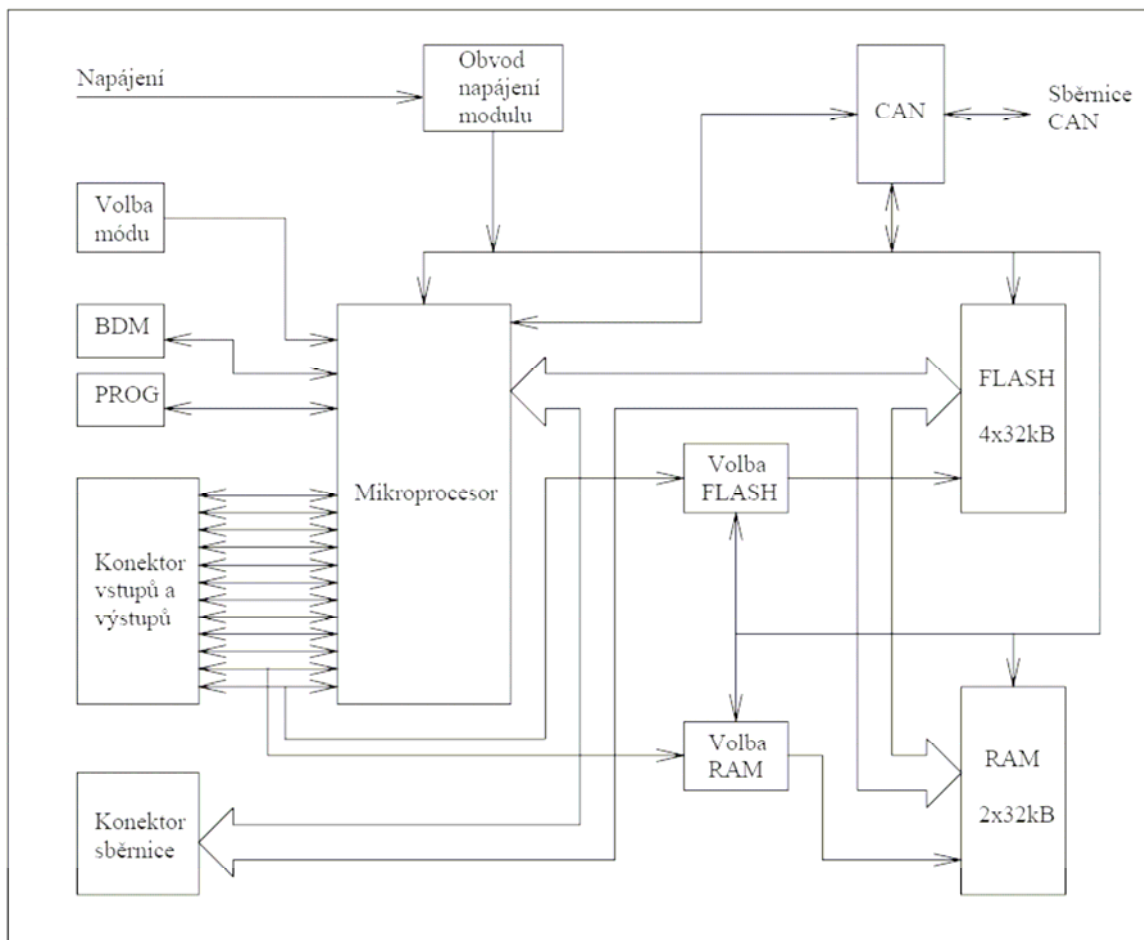 Napájení
Obvod
napájení
modulu
CAN
Sběrnice
CAN
Volba
módu
BDM
PROG
Mikroprocesor
FLASH
4x32kB
Volba
FLASH
Konektor
vstupů a
výstupů
Volba
RAM
RAM
2x32kB
Konektor
sběrnice